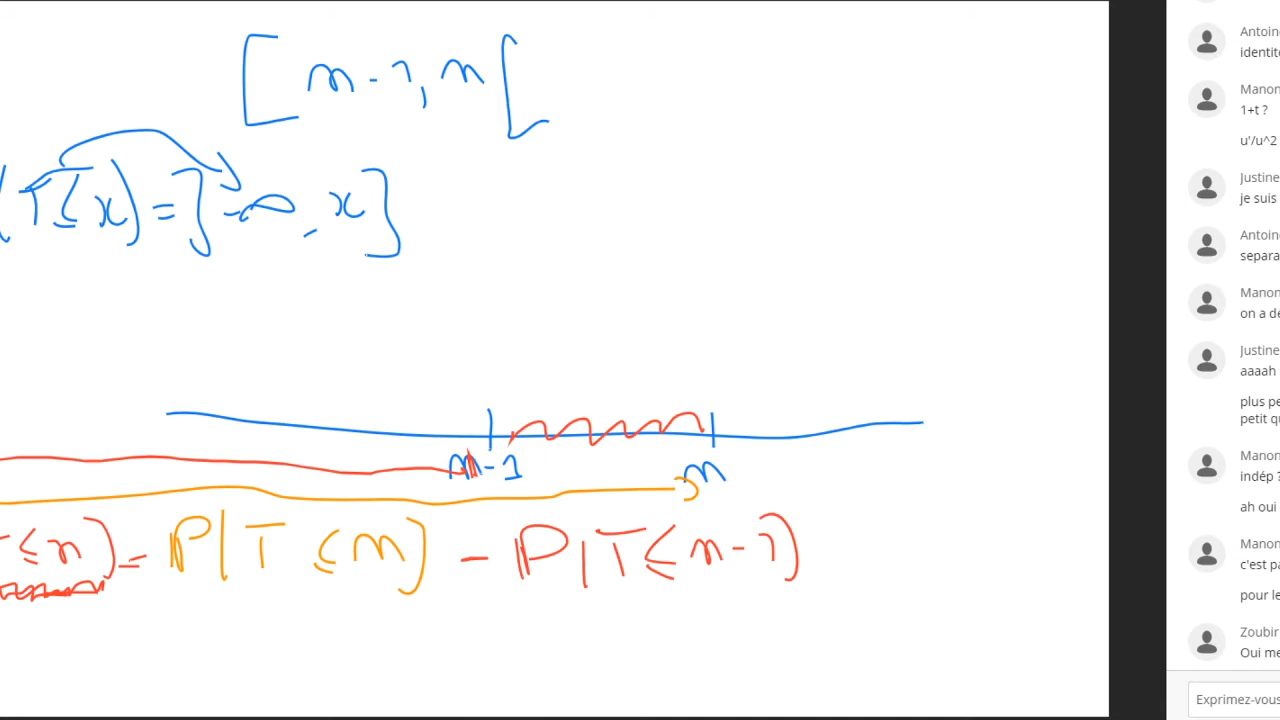 [ n-1, n [
(T ≤ x) = ]-∞, x]
n-1
n
≤ n) = P(T ≤ n) - P(T ≤ n-1)
Antoin
identit
Manon
1+t ?
u'/u^2
Justine
je suis
Antoin
separa
Manon
on a de
Justine
aaaah
plus pe
petit qu
Manon
indép ?
ah oui
Manon
c'est pa
pour le
Zoubir
Oui me
Exprimez-vous